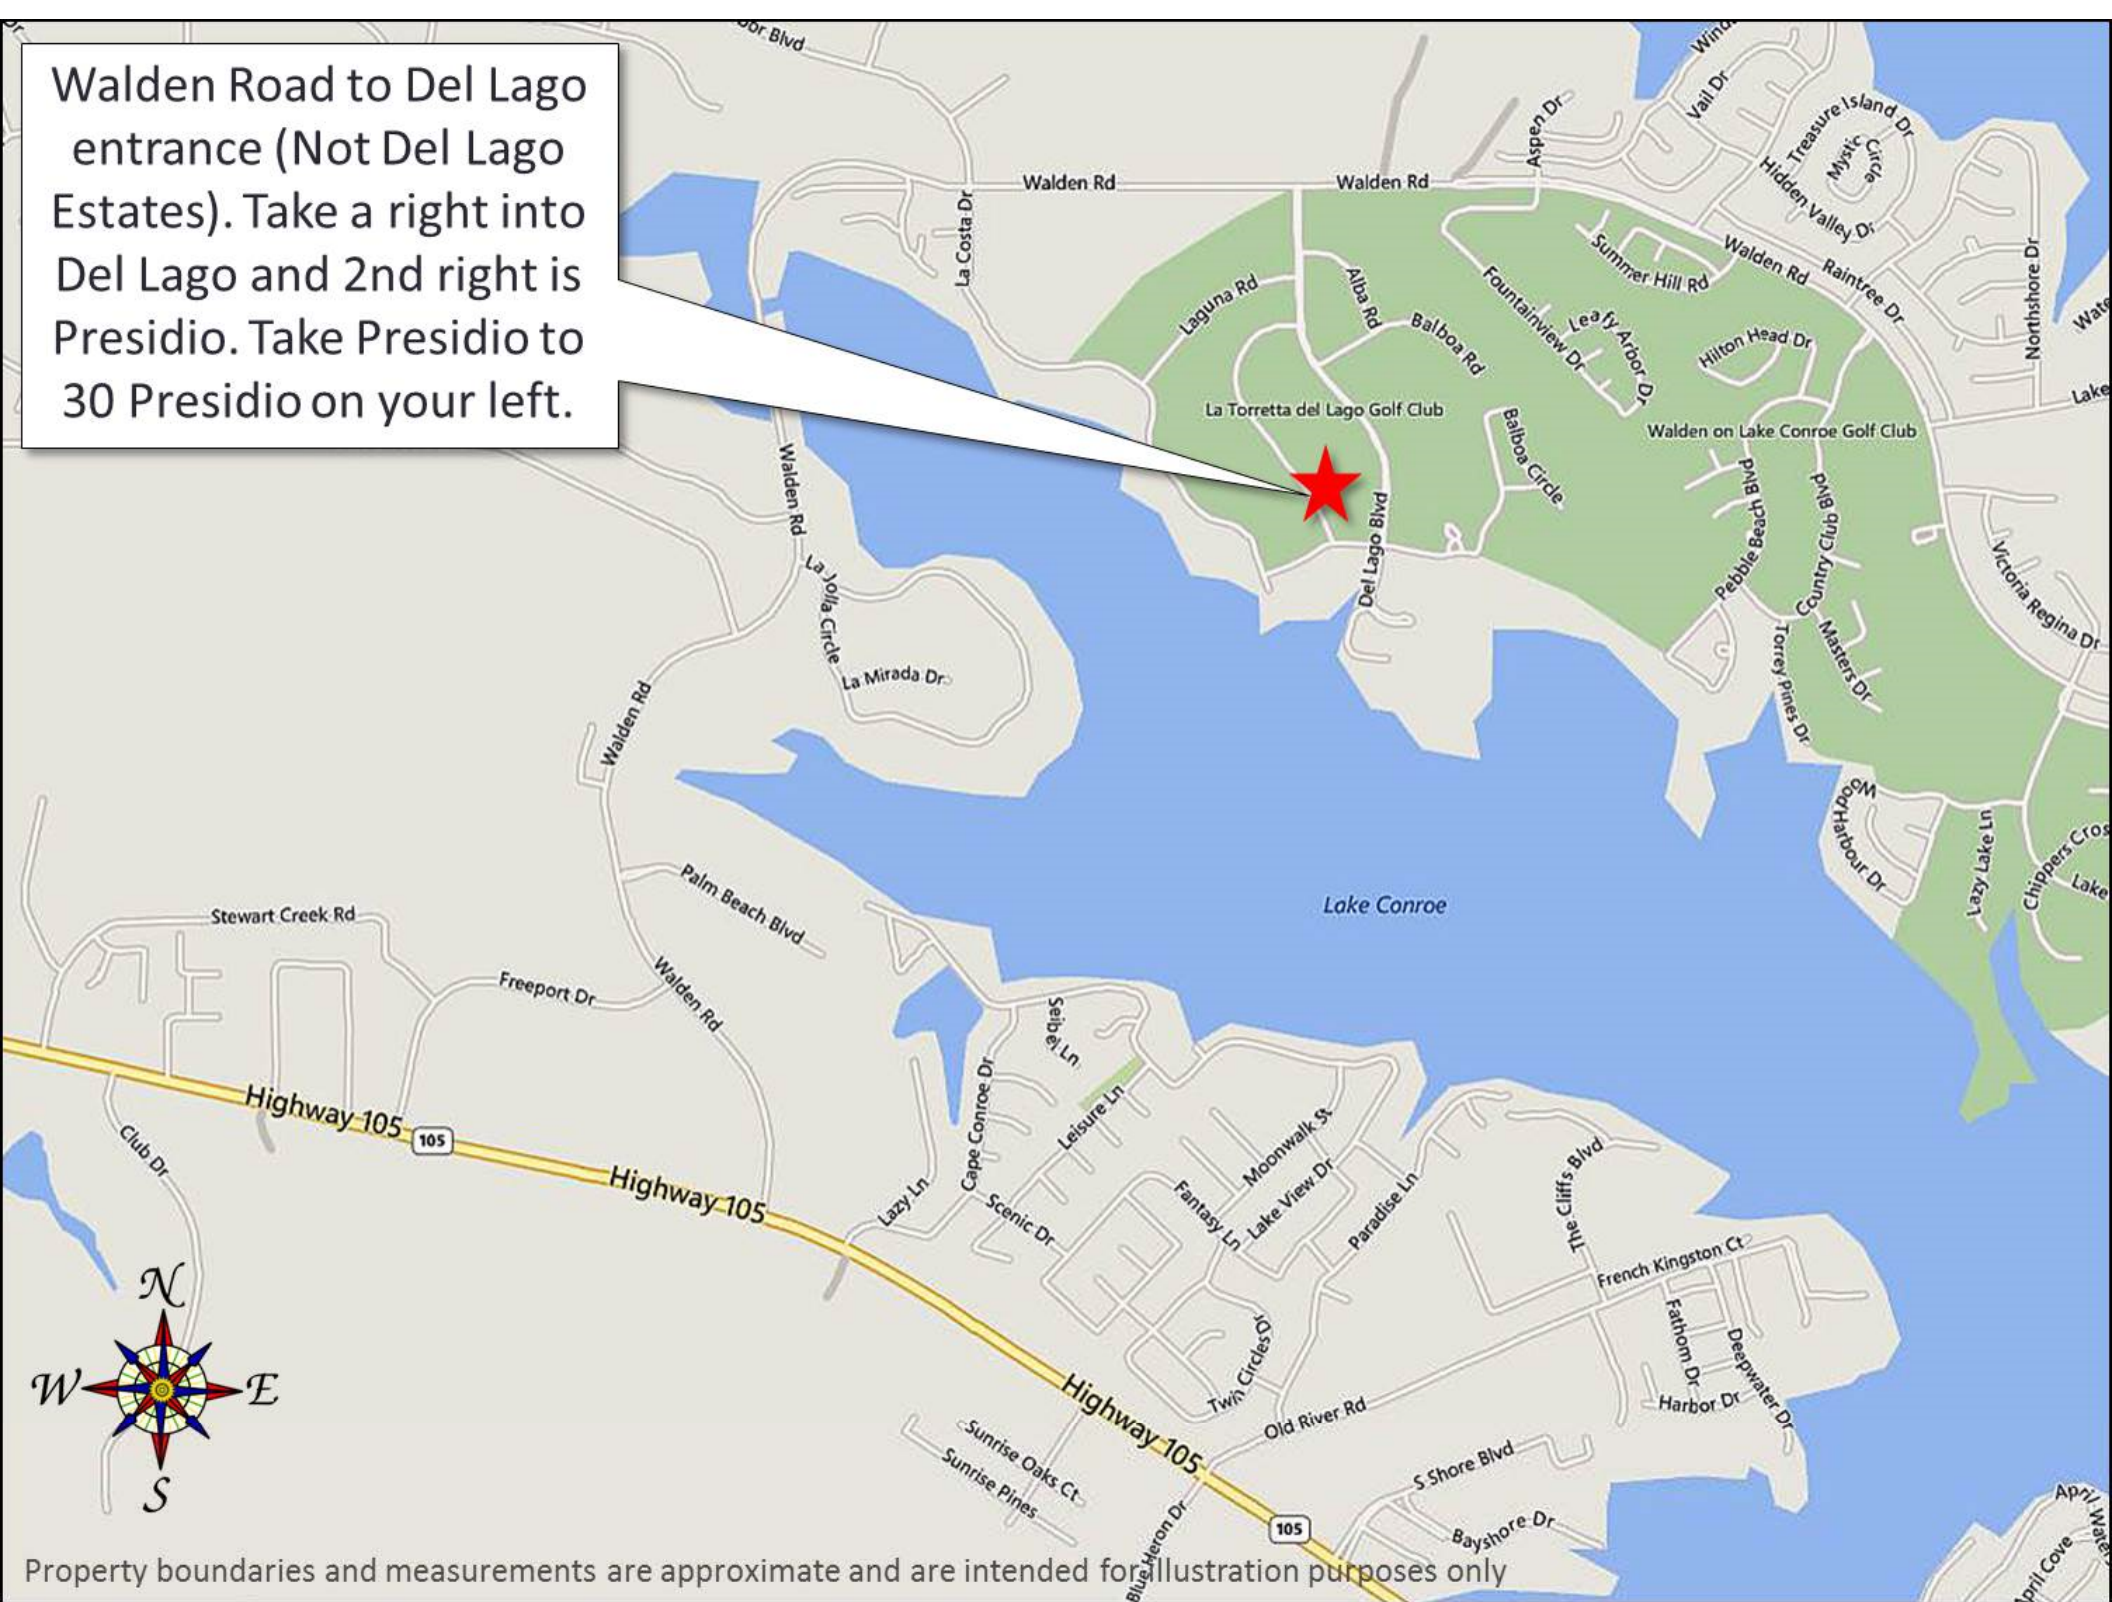 Walden Road to Del Lago
entrance (Not Del Lago
Estates). Take a right into
Del Lago and 2nd right is
Presidio. Take Presidio to
30 Presidio on your left.
Blvd
Vail Dr
Aspen Dr
Treasure Island Dr
Mystic Circle
Hidden Valley Dr
Walden Rd
Walden Rd
La Costa Dr
Walden Rd
Raintree Dr
Northshore Dr
Summer Hill Rd
Laguna Rd
Alba Rd
Balboa Rd
Fountainview Dr
Leafy Arbor Dr
Hilton Head Dr
Lake
La Torretta del Lago Golf Club
Walden on Lake Conroe Golf Club
Balboa Circle
Walden Rd
Del Lago Blvd
Pebble Beach Blvd
Country Club Blvd
Victoria Regina Dr
La Jolla Circle
La Mirada Dr
Masters Dr
Torrey Pines Dr
Walden Rd
Wood Harbour Dr
Lazy Lake Ln
Chippers Cros
Lake
Palm Beach Blvd
Lake Conroe
Stewart Creek Rd
Freeport Dr
Walden Rd
Seibel Ln
Cape Conroe Dr
Leisure Ln
Highway 105
105
Club Dr
Highway 105
Lazy Ln
Scenic Dr
Moonwalk St
Fantasy Ln
Lake View Dr
Paradise Ln
The Cliffs Blvd
French Kingston Ct
Fathom Dr
Deepwater Dr
Harbor Dr
Twin Circles Dr
Highway 105
Old River Rd
S Shore Blvd
Sunrise Oaks Ct
Sunrise Pines
105
Bayshore Dr
Blue Heron Dr
April Cove
N
W
E
S
Property boundaries and measurements are approximate and are intended for illustration purposes only